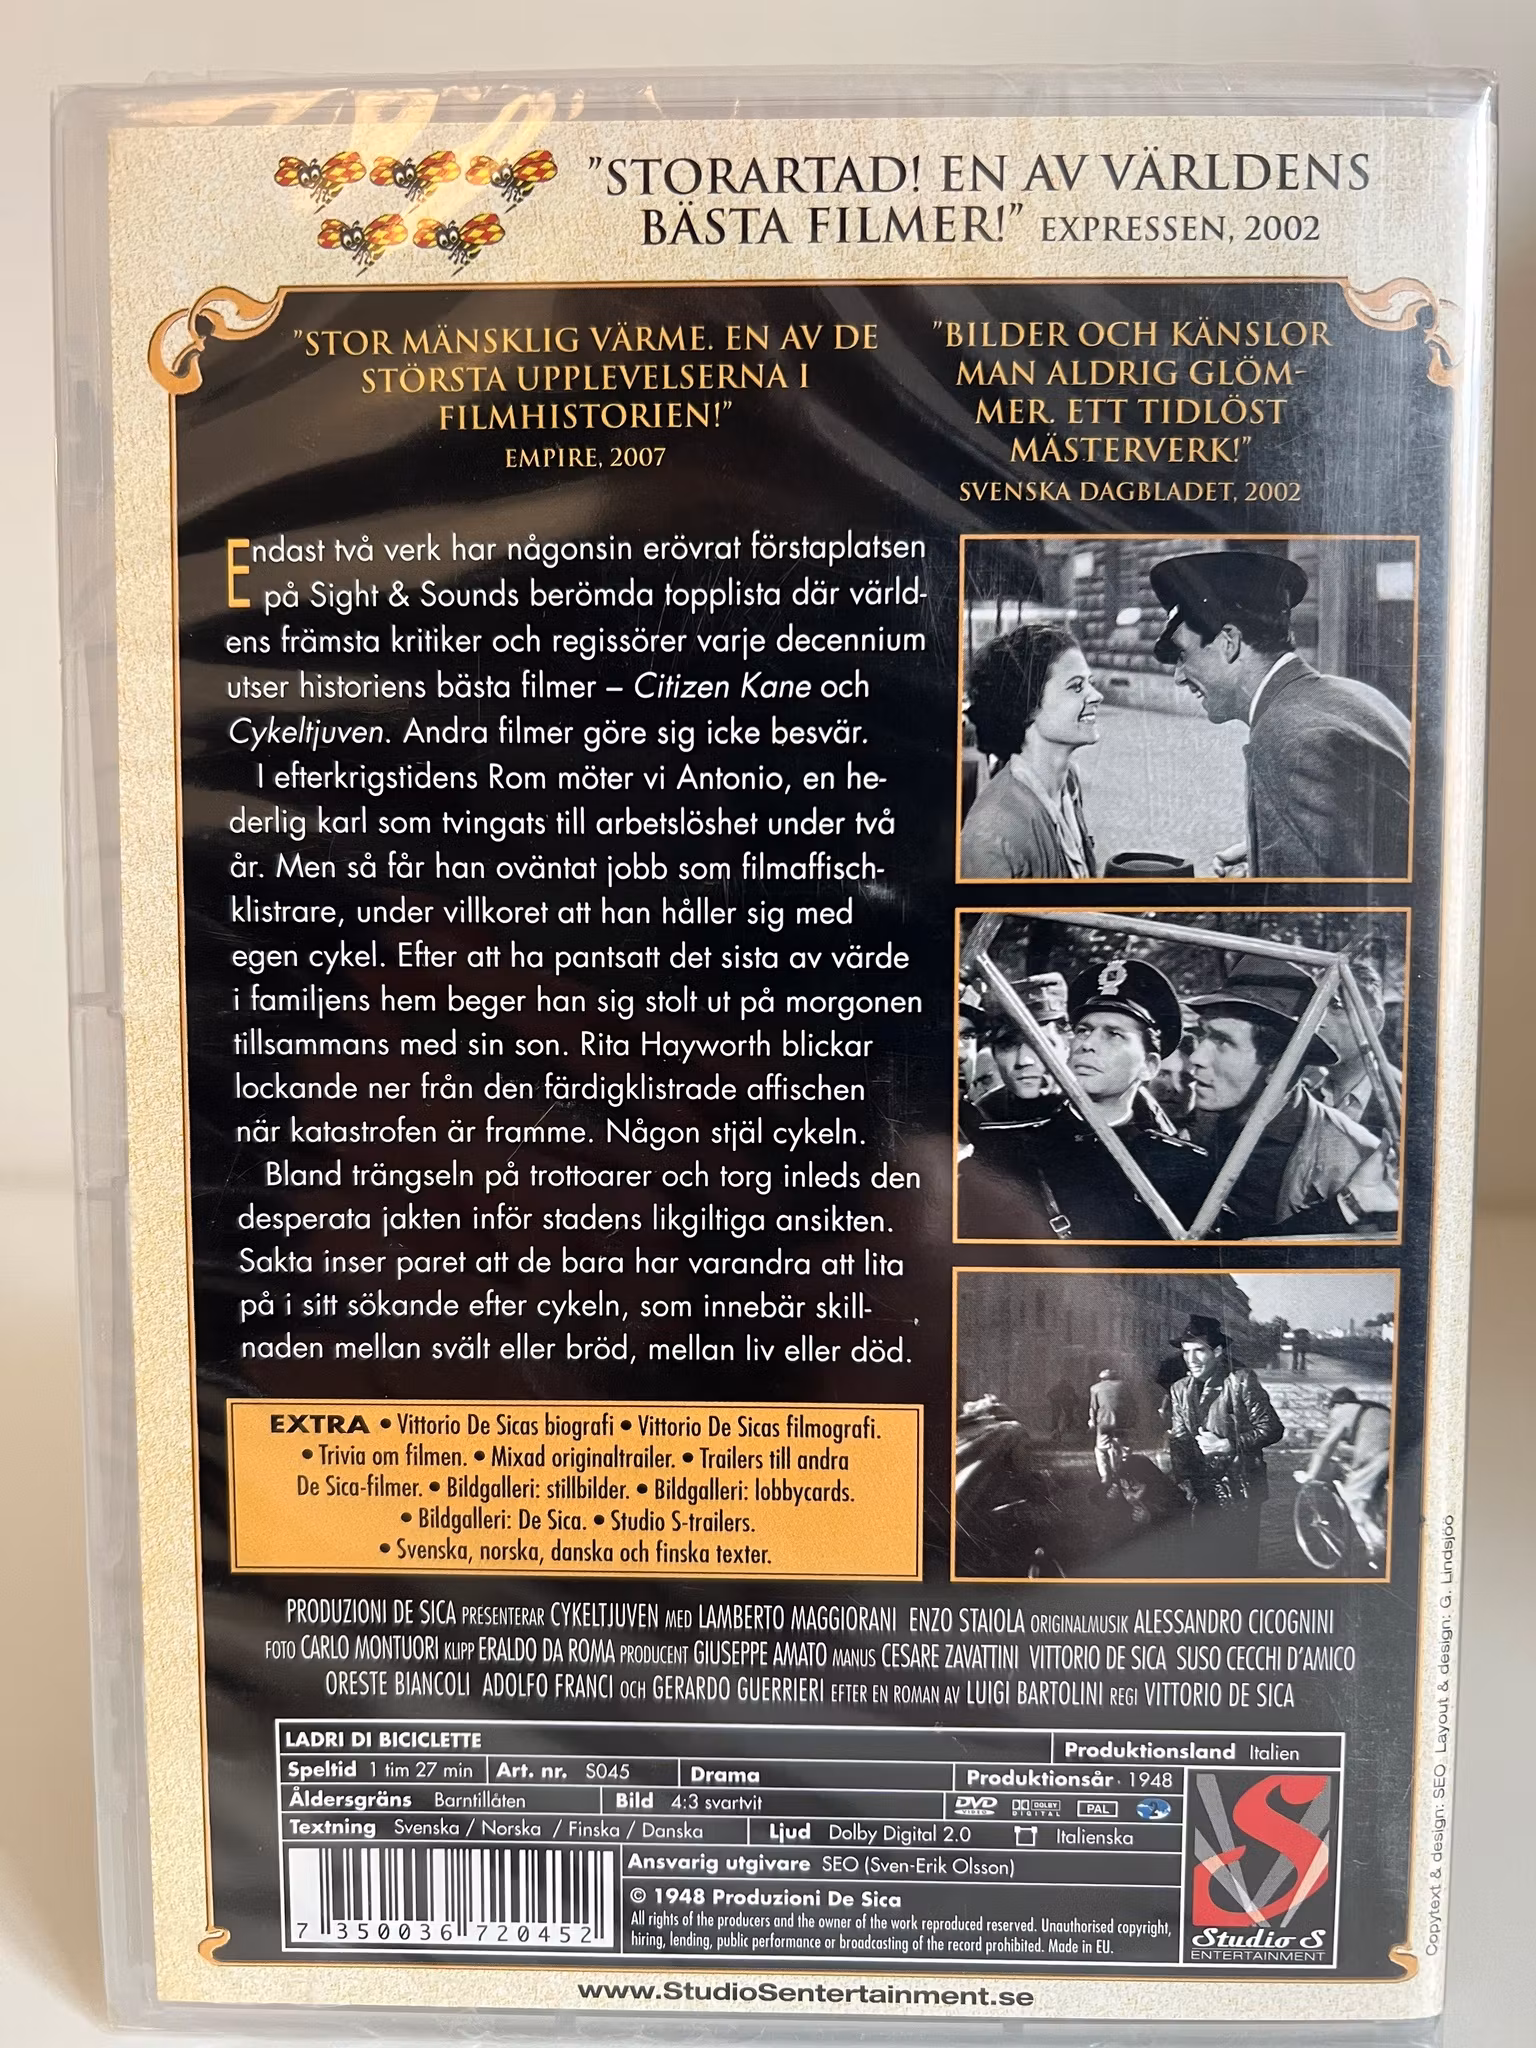 "STORARTAD! EN AV VÄRLDENS
BÄSTA FILMER!" EXPRESSEN, 2002
"STOR MÄNSKLIG VÄRME. EN AV DE
STÖRSTA UPPLEVELSERNA I
FILMHISTORIEN!"
EMPIRE, 2007
"BILDER OCH KÄNSLOR
MAN ALDRIG GLÖM-
MER. ETT TIDLÖST
MÄSTERVERK!"
SVENSKA DAGBLADET, 2002
Endast två verk har någonsin erövrat förstaplatsen
på Sight & Sounds berömda topplista där värld-
ens främsta kritiker och regissörer varje decennium
utser historiens bästa filmer – Citizen Kane och
Cykeltjuven. Andra filmer göre sig icke besvär.
I efterkrigstidens Rom möter vi Antonio, en he-
derlig karl som tvingats till arbetslöshet under två
år. Men så får han oväntat jobb som filmaffisch-
klistrare, under villkoret att han håller sig med
egen cykel. Efter att ha pantsatt det sista av värde
i familjens hem beger han sig stolt ut på morgonen
tillsammans med sin son. Rita Hayworth blickar
lockande ner från den färdigklistrade affischen
när katastrofen är framme. Någon stjäl cykeln.
Bland trängseln på trottoarer och torg inleds den
desperata jakten inför stadens likgiltiga ansikten.
Sakta inser paret att de bara har varandra att lita
på i sitt sökande efter cykeln, som innebär skill-
naden mellan svält eller bröd, mellan liv eller död.
EXTRA • Vittorio De Sicas biografi • Vittorio De Sicas filmografi.
• Trivia om filmen. • Mixad originaltrailer. • Trailers till andra
De Sica-filmer. • Bildgalleri: stillbilder. • Bildgalleri: lobbycards.
• Bildgalleri: De Sica. • Studio S-trailers.
• Svenska, norska, danska och finska texter.
PRODUZIONI DE SICA PRESENTERAR CYKELTJUVEN MED LAMBERTO MAGGIORANI ENZO STAIOLA ORIGINALMUSIK ALESSANDRO CICOGNINI
FOTO CARLO MONTUORI KLIPP ERALDO DA ROMA PRODUCENT GIUSEPPE AMATO MANUS CESARE ZAVATTINI VITTORIO DE SICA SUSO CECCHI D'AMICO
ORESTE BIANCOLI ADOLFO FRANCI OCH GERARDO GUERRIERI EFTER EN ROMAN AV LUIGI BARTOLINI REGI VITTORIO DE SICA
LADRI DI BICICLETTE
Produktionsland Italien
Speltid 1 tim 27 min Art. nr. S045 Drama Produktionsår 1948
Åldersgräns Barntillåten Bild 4:3 svartvit DVD VIDEO DOLBY DIGITAL PAL 2
Textning Svenska / Norska / Finska / Danska Ljud Dolby Digital 2.0 Italienska
Ansvarig utgivare SEO (Sven-Erik Olsson)
© 1948 Produzioni De Sica
All rights of the producers and the owner of the work reproduced reserved. Unauthorised copyright,
hiring, lending, public performance or broadcasting of the record prohibited. Made in EU.
7 350036 720452
S
Studio S
ENTERTAINMENT
www.StudioSentertainment.se
Copytext & design: SEO. Layout & design: G. Lindsjöö